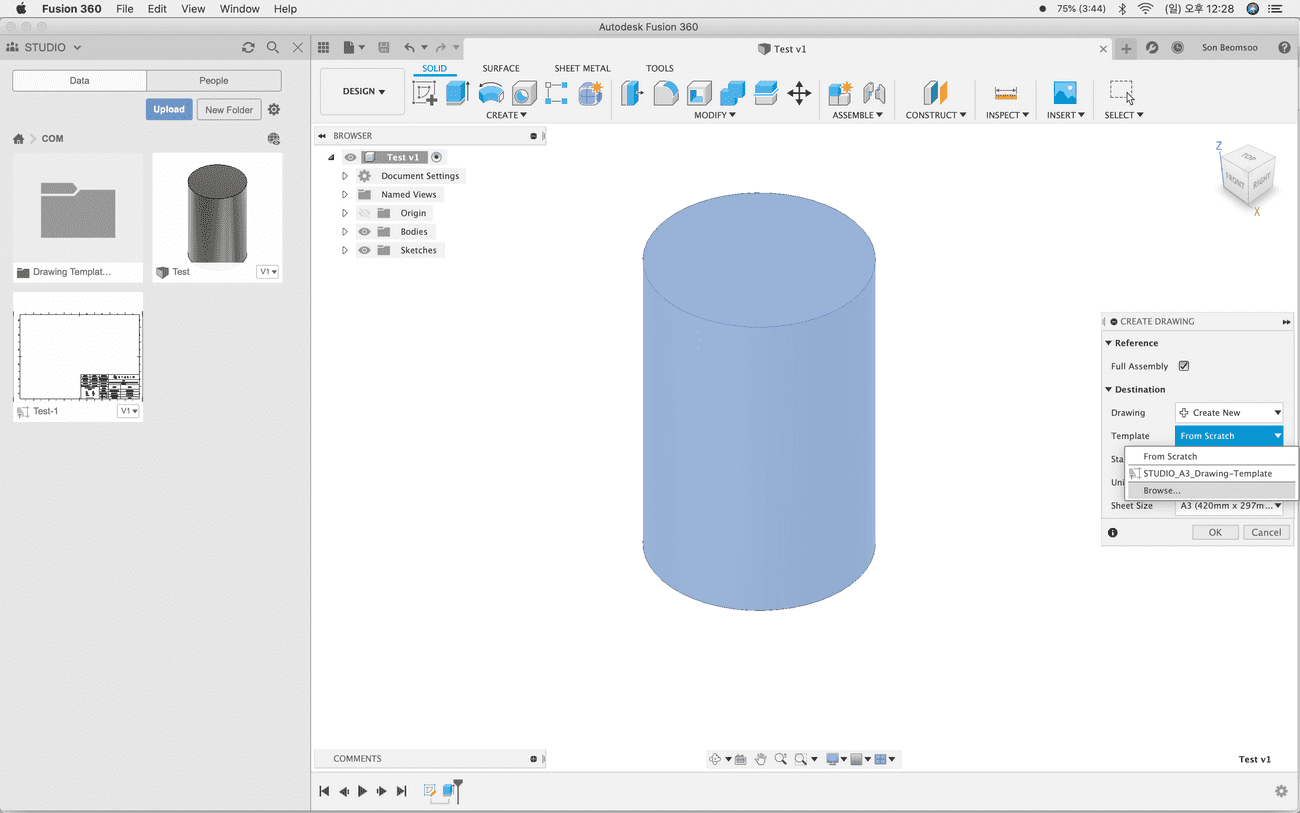 Fusion 360 File Edit View Window Help 75% (3:44) (일) 오후 12:28
Autodesk Fusion 360
STUDIO Test v1 Son Beomsoo
Data People
SOLID SURFACE SHEET METAL TOOLS
DESIGN
Upload New Folder
CREATE MODIFY ASSEMBLE CONSTRUCT INSPECT INSERT SELECT
COM
BROWSER
Test v1
Document Settings
Named Views
Origin
Bodies
Sketches
Drawing Templat...
Test V1
Test-1 V1
Z
TOP
FRONT RIGHT
X
CREATE DRAWING
Reference
Full Assembly
Destination
Drawing Create New
Template From Scratch
Sta
From Scratch
STUDIO_A3_Drawing-Template
Uni
Browse...
Sheet Size A3 (420mm x 297m...
OK Cancel
COMMENTS
Test v1